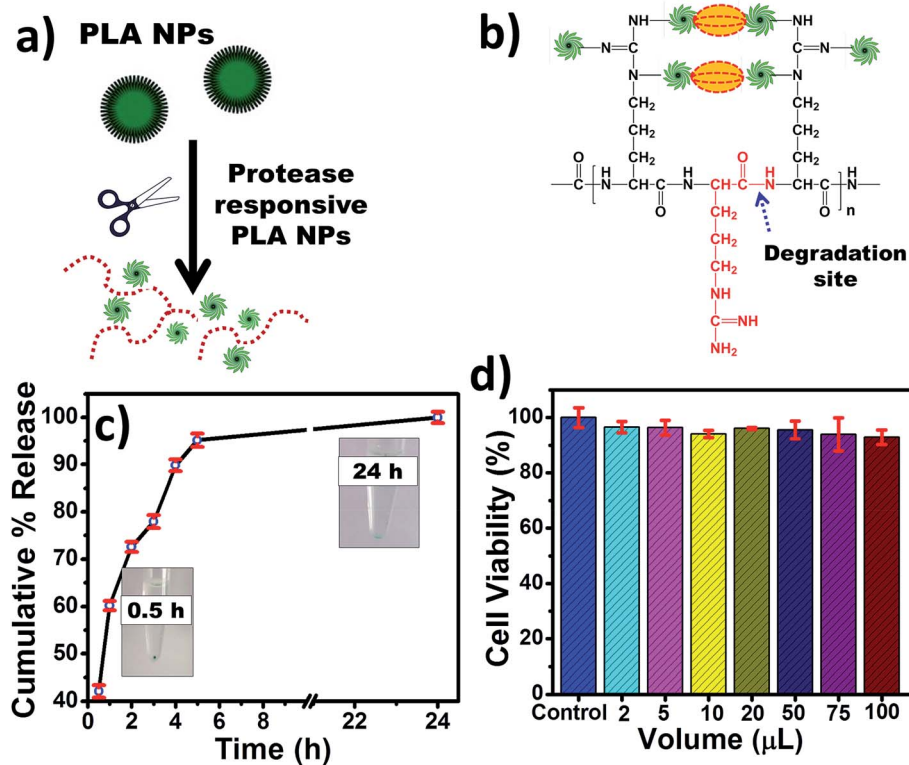 a)
PLA NPs
Protease
responsive
PLA NPs
b)
NH NH
N=C C=N
N N
CH2 CH2
CH2 CH2
CH2 O CH2
C N CH C N CH C N CH C N
H H H H
O O O n
CH2
CH2
CH2
NH
C=NH
NH2
Degradation
site
c)
Cumulative % Release
100
90
80
70
60
50
40
24 h
0.5 h
0 2 4 6 8 22 24
Time (h)
d)
Cell Viability (%)
100
80
60
40
20
0
Control 2 5 10 20 50 75 100
Volume (μL)